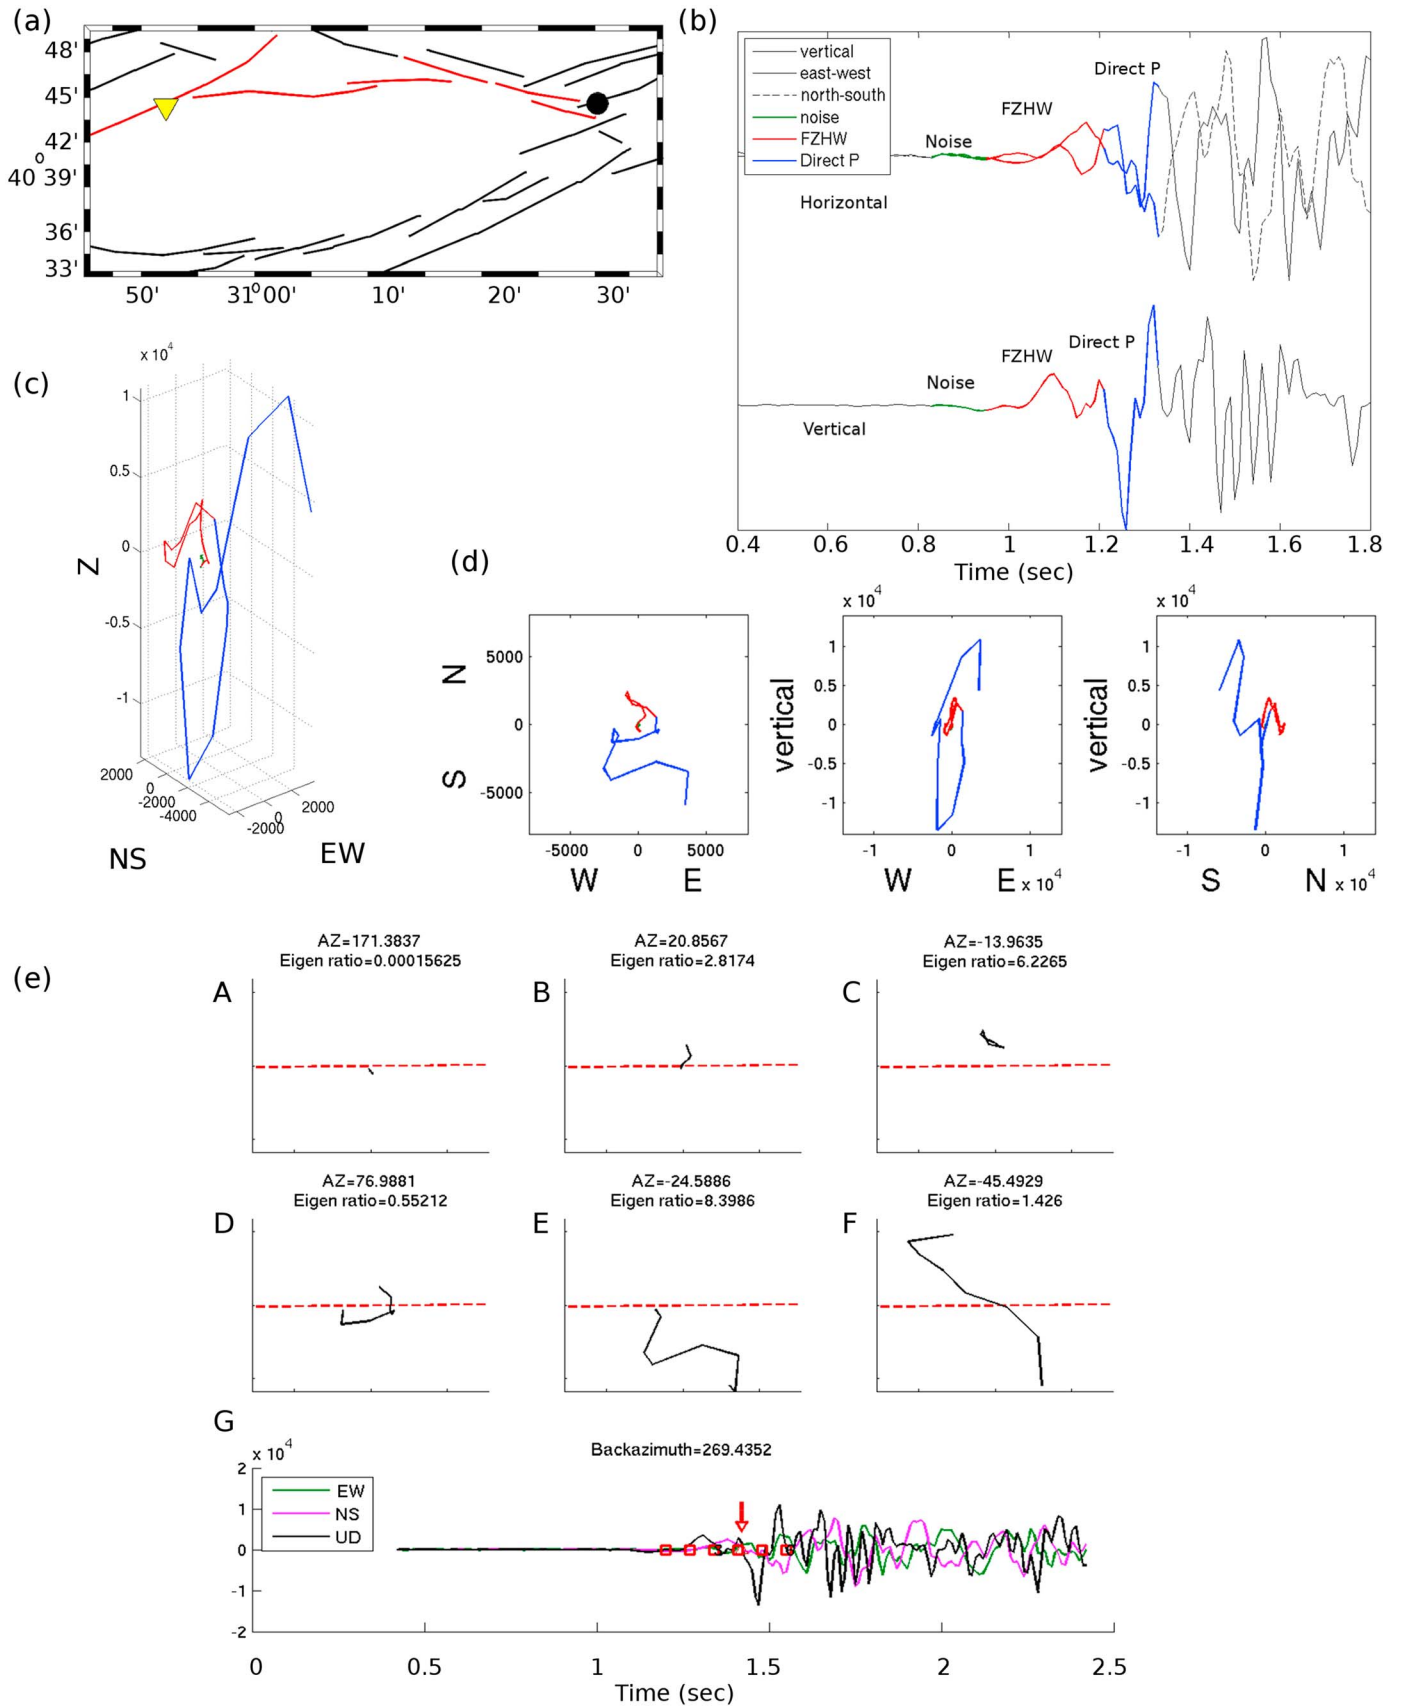 (a)
48'
45'
42'
40 o 39'
36'
33'
50' 31 o 00' 10' 20' 30'
(b)
vertical
east-west
north-south
noise
FZHW
Direct P
Noise
FZHW
Direct P
Horizontal
Noise
FZHW
Direct P
Vertical
0.4 0.6 0.8 1 1.2 1.4 1.6 1.8
Time (sec)
(c)
x 10 4
1
0.5
0
-0.5
-1
Z
2000
0
-2000
-4000
-2000
0
2000
NS
EW
(d)
N
S
5000
0
-5000
-5000 0 5000
W E
x 10 4
vertical
1
0.5
0
-0.5
-1
-1 0 1
W E x 10 4
x 10 4
vertical
1
0.5
0
-0.5
-1
-1 0 1
S N x 10 4
(e)
A
AZ=171.3837
Eigen ratio=0.00015625
B
AZ=20.8567
Eigen ratio=2.8174
C
AZ=-13.9635
Eigen ratio=6.2265
D
AZ=76.9881
Eigen ratio=0.55212
E
AZ=-24.5886
Eigen ratio=8.3986
F
AZ=-45.4929
Eigen ratio=1.426
G
x 10 4
Backazimuth=269.4352
EW
NS
UD
2
1
0
-1
-2
0 0.5 1 1.5 2 2.5
Time (sec)